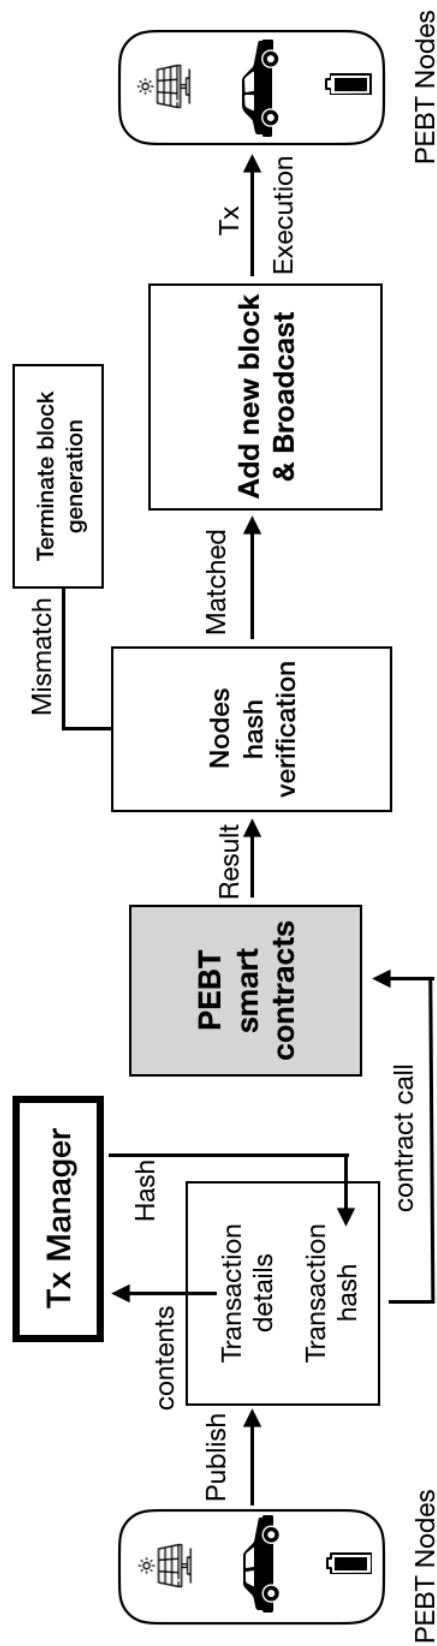 PEBT Nodes
Publish
contents
Tx Manager
Hash
Transaction
details
Transaction
hash
contract call
PEBT
smart
contracts
Result
Nodes
hash
verification
Mismatch
Terminate block
generation
Matched
Add new block
& Broadcast
Tx
Execution
PEBT Nodes